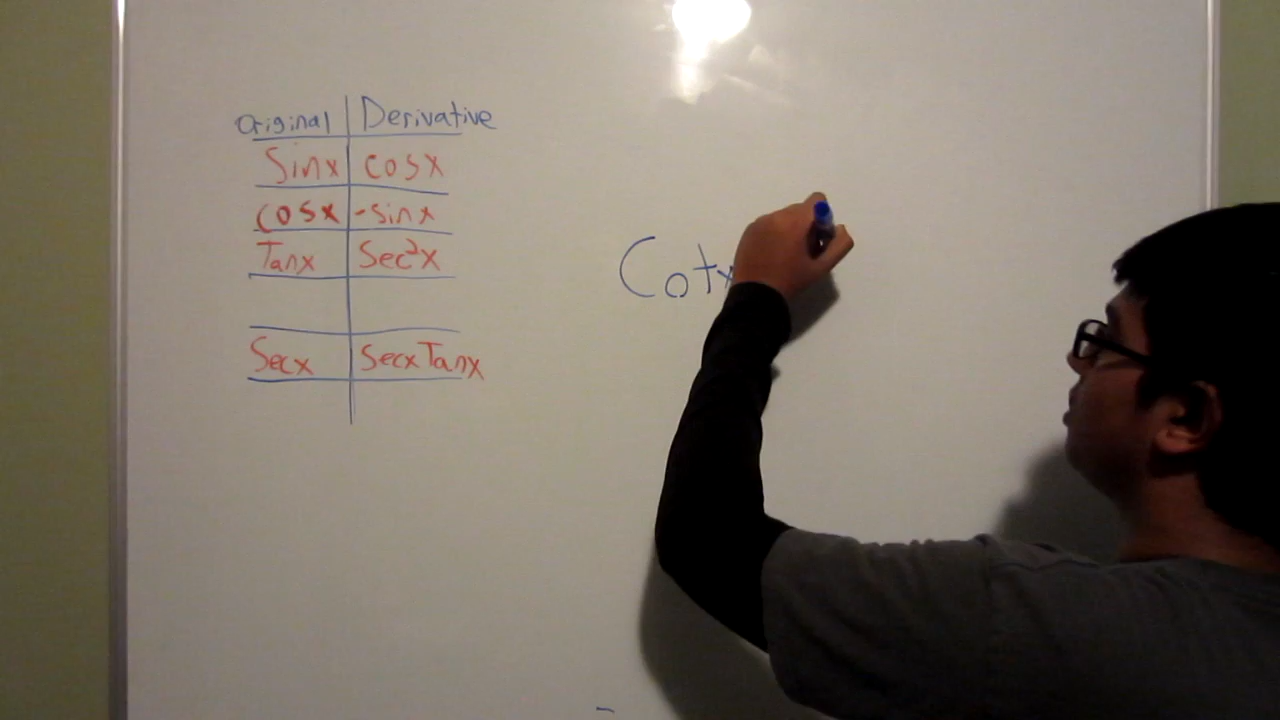 Original Derivative
Sinx cosx
cosx -sinx
Tanx Sec²x
Secx SecxTanx
Cotx